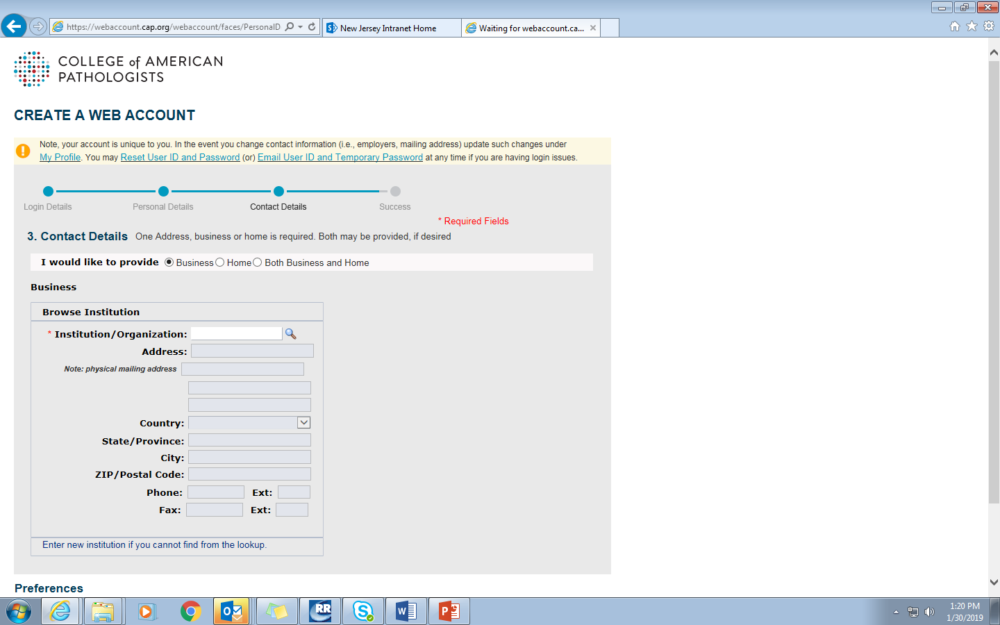 https://webaccount.cap.org/webaccount/faces/PersonalD
New Jersey Intranet Home
Waiting for webaccount.ca...
COLLEGE of AMERICAN
PATHOLOGISTS
CREATE A WEB ACCOUNT
Note, your account is unique to you. In the event you change contact information (i.e., employers, mailing address) update such changes under
My Profile. You may Reset User ID and Password (or) Email User ID and Temporary Password at any time if you are having login issues.
Login Details Personal Details Contact Details Success
* Required Fields
3. Contact Details One Address, business or home is required. Both may be provided, if desired
I would like to provide Business Home Both Business and Home
Business
Browse Institution
* Institution/Organization:
Address:
Note: physical mailing address
Country:
State/Province:
City:
ZIP/Postal Code:
Phone: Ext:
Fax: Ext:
Enter new institution if you cannot find from the lookup.
Preferences
1:20 PM
1/30/2019